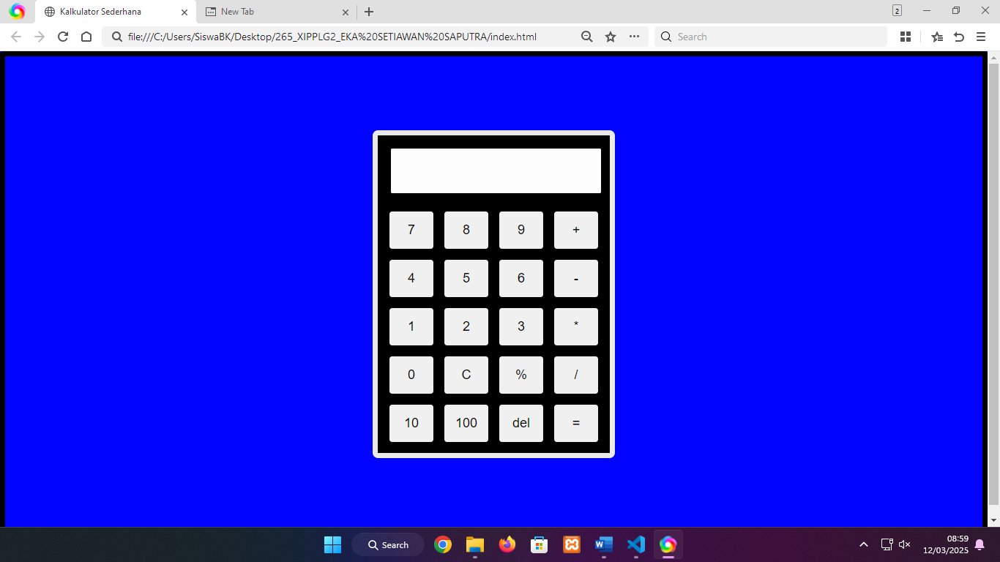 Kalkulator Sederhana
New Tab
2
file:///C:/Users/SiswaBK/Desktop/265_XIPPLG2_EKA%20SETIAWAN%20SAPUTRA/index.html
Search
7 8 9 +
4 5 6 -
1 2 3 *
0 C % /
10 100 del =
Search
08:59
12/03/2025